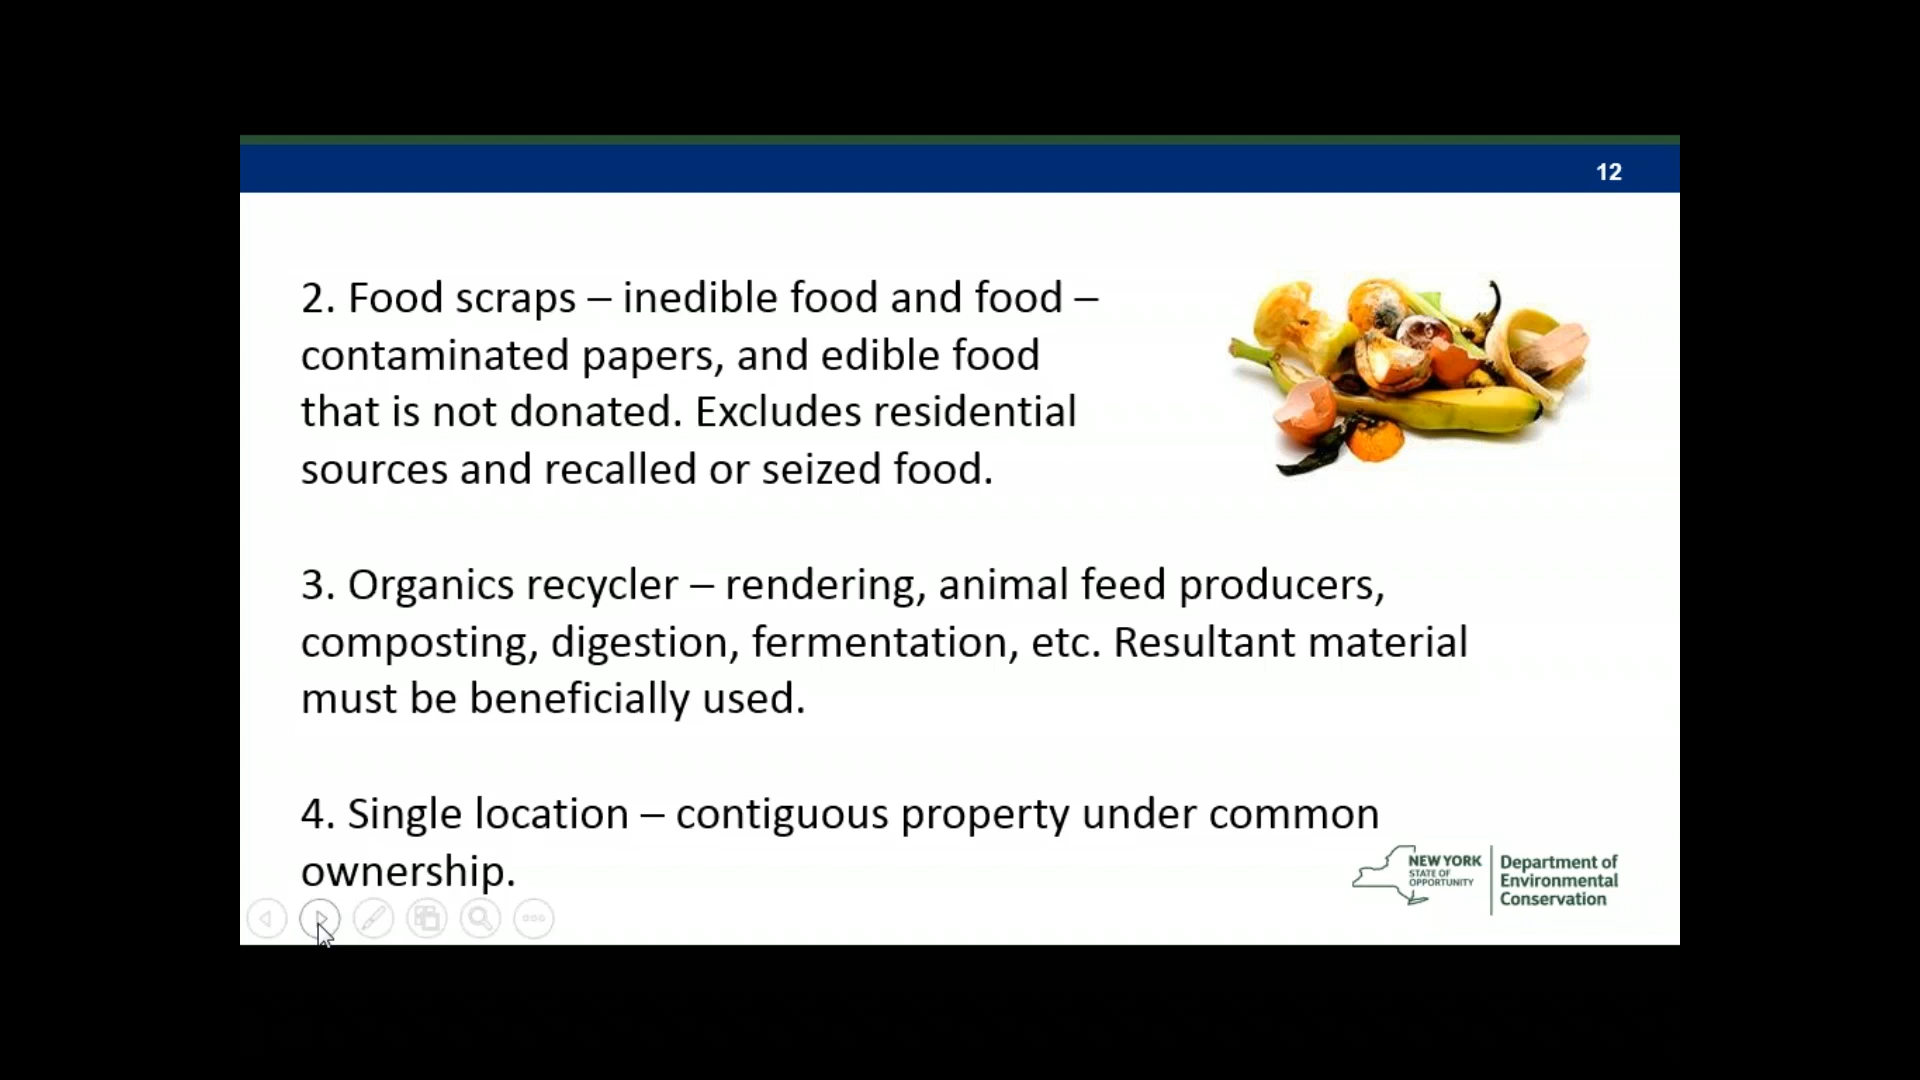 12
2. Food scraps – inedible food and food –
contaminated papers, and edible food
that is not donated. Excludes residential
sources and recalled or seized food.
3. Organics recycler – rendering, animal feed producers,
composting, digestion, fermentation, etc. Resultant material
must be beneficially used.
4. Single location – contiguous property under common
ownership.
NEW YORK
STATE OF
OPPORTUNITY
Department of
Environmental
Conservation